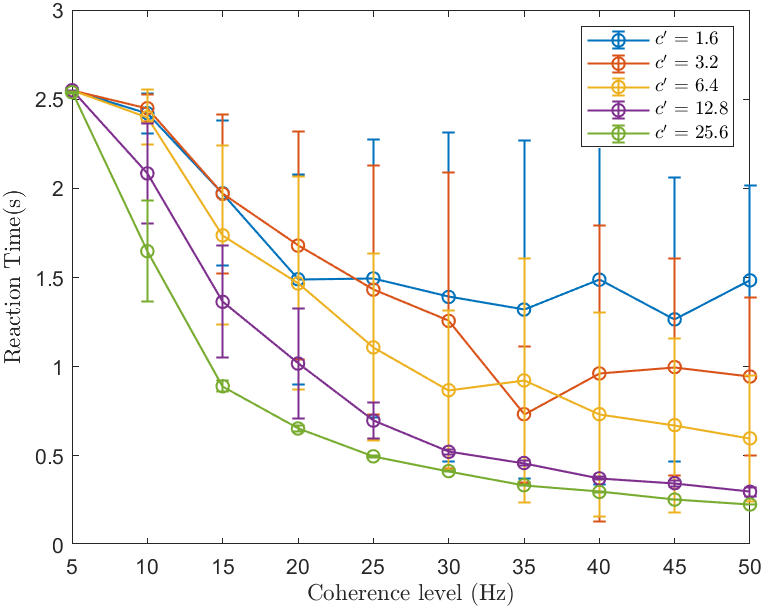 3
2.5
2
1.5
1
0.5
0
Reaction Time(s)
5 10 15 20 25 30 35 40 45 50
Coherence level (Hz)
c′ = 1.6
c′ = 3.2
c′ = 6.4
c′ = 12.8
c′ = 25.6